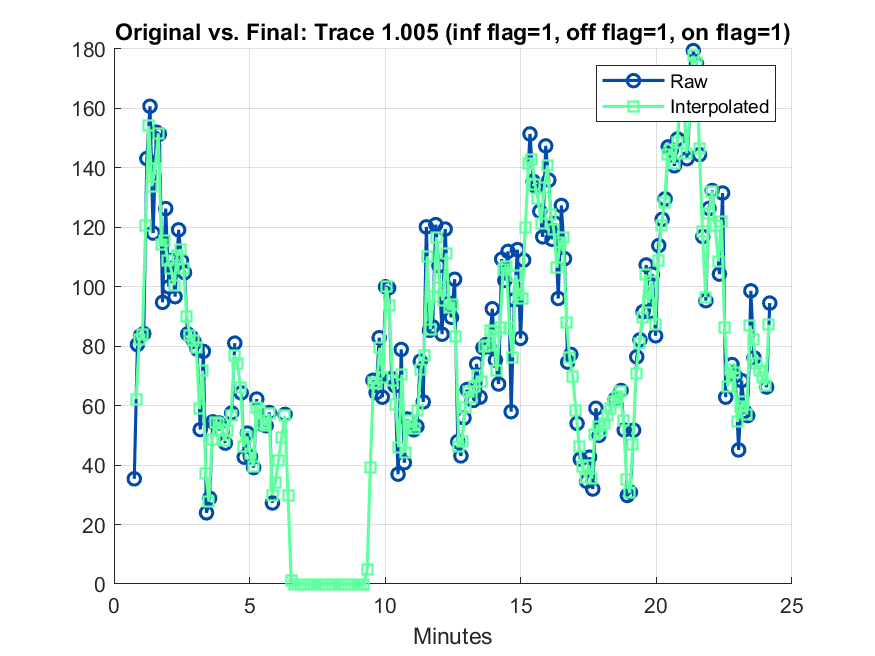 Original vs. Final: Trace 1.005 (inf flag=1, off flag=1, on flag=1)
180
160
140
120
100
80
60
40
20
0
Raw
Interpolated
0 5 10 15 20 25
Minutes